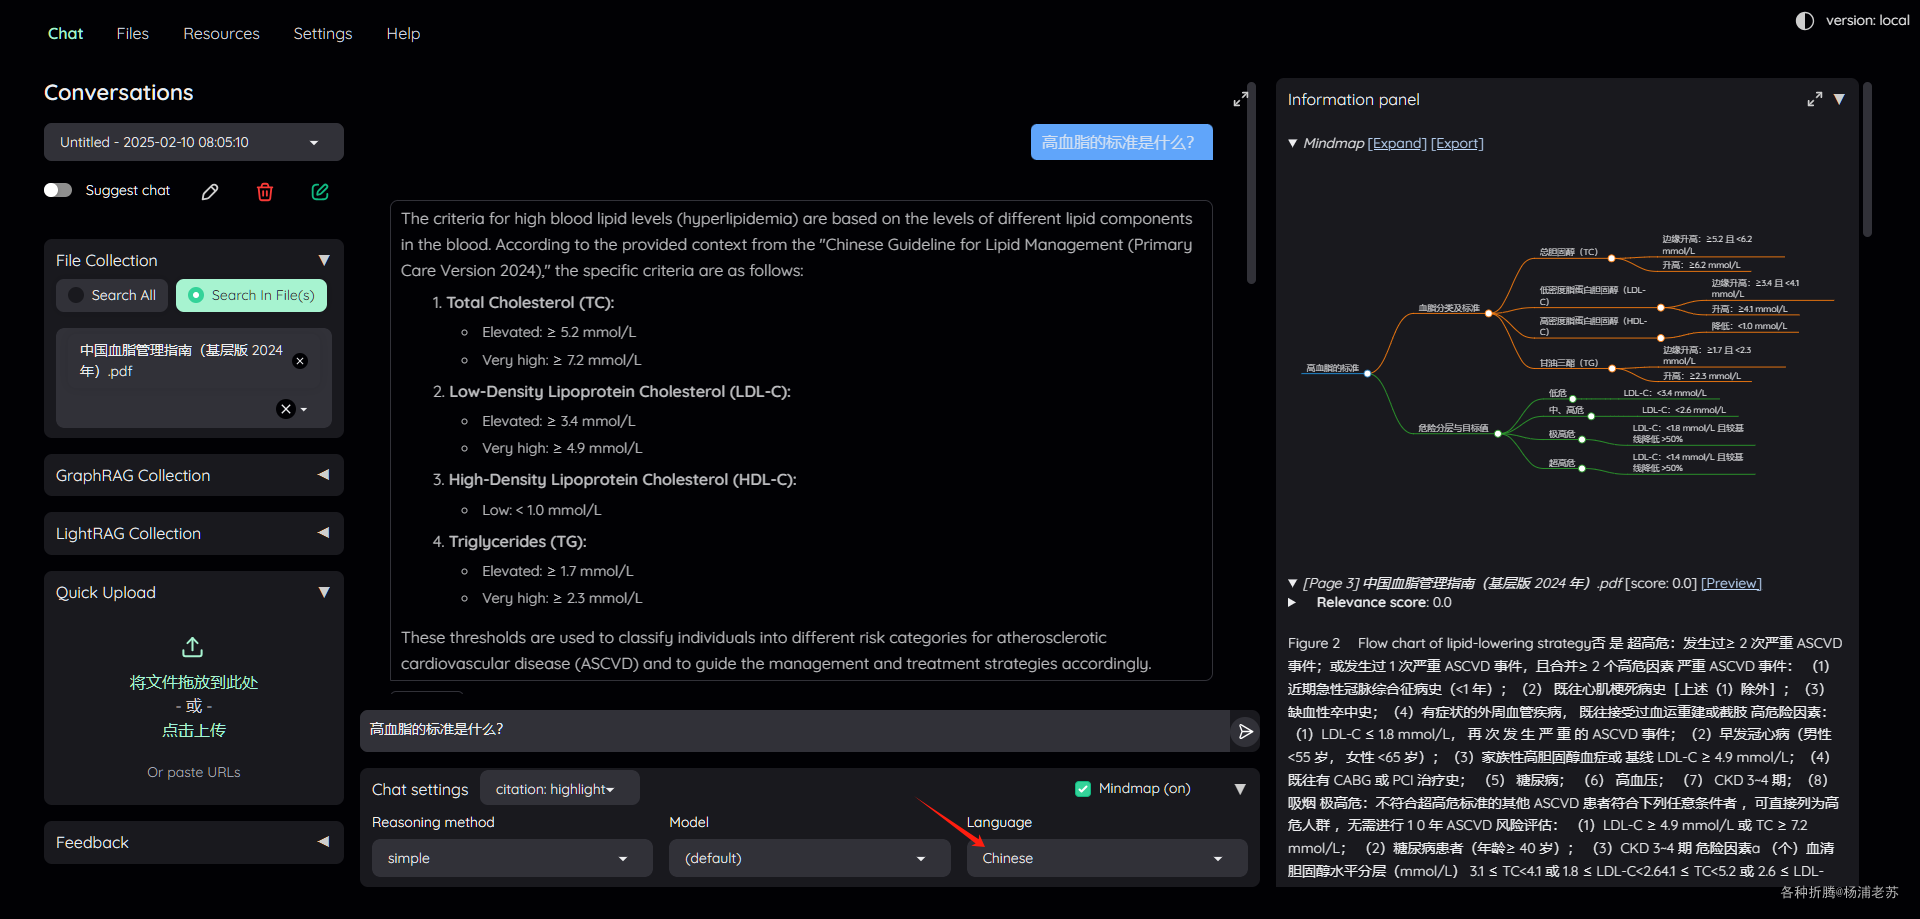 Chat
Files
Resources
Settings
Help
version: local
Conversations
Untitled - 2025-02-10 08:05:10
Suggest chat
File Collection
Search All
Search In File(s)
中国血脂管理指南（基层版 2024
年）.pdf
GraphRAG Collection
LightRAG Collection
Quick Upload
将文件拖放到此处
- 或 -
点击上传
Or paste URLs
Feedback
高血脂的标准是什么?
The criteria for high blood lipid levels (hyperlipidemia) are based on the levels of different lipid components
in the blood. According to the provided context from the "Chinese Guideline for Lipid Management (Primary
Care Version 2024)," the specific criteria are as follows:
1. Total Cholesterol (TC):
Elevated: ≥ 5.2 mmol/L
Very high: ≥ 7.2 mmol/L
2. Low-Density Lipoprotein Cholesterol (LDL-C):
Elevated: ≥ 3.4 mmol/L
Very high: ≥ 4.9 mmol/L
3. High-Density Lipoprotein Cholesterol (HDL-C):
Low: < 1.0 mmol/L
4. Triglycerides (TG):
Elevated: ≥ 1.7 mmol/L
Very high: ≥ 2.3 mmol/L
These thresholds are used to classify individuals into different risk categories for atherosclerotic
cardiovascular disease (ASCVD) and to guide the management and treatment strategies accordingly.
高血脂的标准是什么?
Chat settings
citation: highlight
Mindmap (on)
Reasoning method
Model
Language
simple
(default)
Chinese
Information panel
Mindmap [Expand] [Export]
高血脂的标准
血脂分类及标准
总胆固醇（TC）
边缘升高：≥5.2 且 <6.2
mmol/L
升高：≥6.2 mmol/L
低密度脂蛋白胆固醇（LDL-
C)
边缘升高：≥3.4 且 <4.1
mmol/L
升高：≥4.1 mmol/L
高密度脂蛋白胆固醇（HDL-
C)
降低：<1.0 mmol/L
甘油三酯（TG）
边缘升高：≥1.7 且 <2.3
mmol/L
升高：≥2.3 mmol/L
危险分层与目标值
低危
LDL-C：<3.4 mmol/L
中、高危
LDL-C：<2.6 mmol/L
极高危
LDL-C：<1.8 mmol/L 且较基
线降低 >50%
超高危
LDL-C：<1.4 mmol/L 且较基
线降低 >50%
[Page 3] 中国血脂管理指南（基层版 2024 年）.pdf [score: 0.0] [Preview]
Relevance score: 0.0
Figure 2 Flow chart of lipid-lowering strategy否 是 超高危：发生过≥ 2 次严重 ASCVD
事件；或发生过 1 次严重 ASCVD 事件，且合并≥ 2 个高危因素 严重 ASCVD 事件：（1）
近期急性冠脉综合征病史（<1 年）；（2） 既往心肌梗死病史［上述（1）除外］；（3）
缺血性卒中史；（4）有症状的外周血管疾病， 既往接受过血运重建或截肢 高危险因素：
（1）LDL-C ≤ 1.8 mmol/L， 再 次 发 生 严 重 的 ASCVD 事件；（2）早发冠心病（男性
<55 岁， 女性 <65 岁）；（3）家族性高胆固醇血症或 基线 LDL-C ≥ 4.9 mmol/L；（4）
既往有 CABG 或 PCI 治疗史；（5） 糖尿病；（6） 高血压；（7） CKD 3~4 期；（8）
吸烟 极高危：不符合超高危标准的其他 ASCVD 患者符合下列任意条件者 ，可直接列为高
危人群 ，无需进行 1 0 年 ASCVD 风险评估：（1）LDL-C ≥ 4.9 mmol/L 或 TC ≥ 7.2
mmol/L；（2）糖尿病患者（年龄≥ 40 岁）；（3）CKD 3~4 期 危险因素a （个）血清
胆固醇水平分层（mmol/L） 3.1 ≤ TC<4.1 或 1.8 ≤ LDL-C<2.64.1 ≤ TC<5.2 或 2.6 ≤ LDL-
各种折腾@杨浦老苏